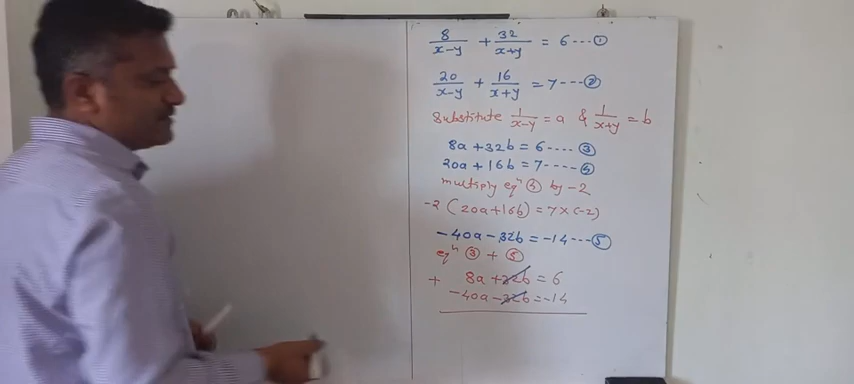 8/(x-y) + 32/(x+y) = 6 ---- ①
20/(x-y) + 16/(x+y) = 7 ---- ②
Substitute 1/(x-y) = a & 1/(x+y) = b
8a + 32b = 6 ---- ③
20a + 16b = 7 ---- ④
multiply eqⁿ ④ by -2
-2 (20a + 16b) = 7 × (-2)
-40a - 32b = -14 --- ⑤
eqⁿ ③ + ⑤
+ 8a + 32b = 6
-40a - 32b = -14